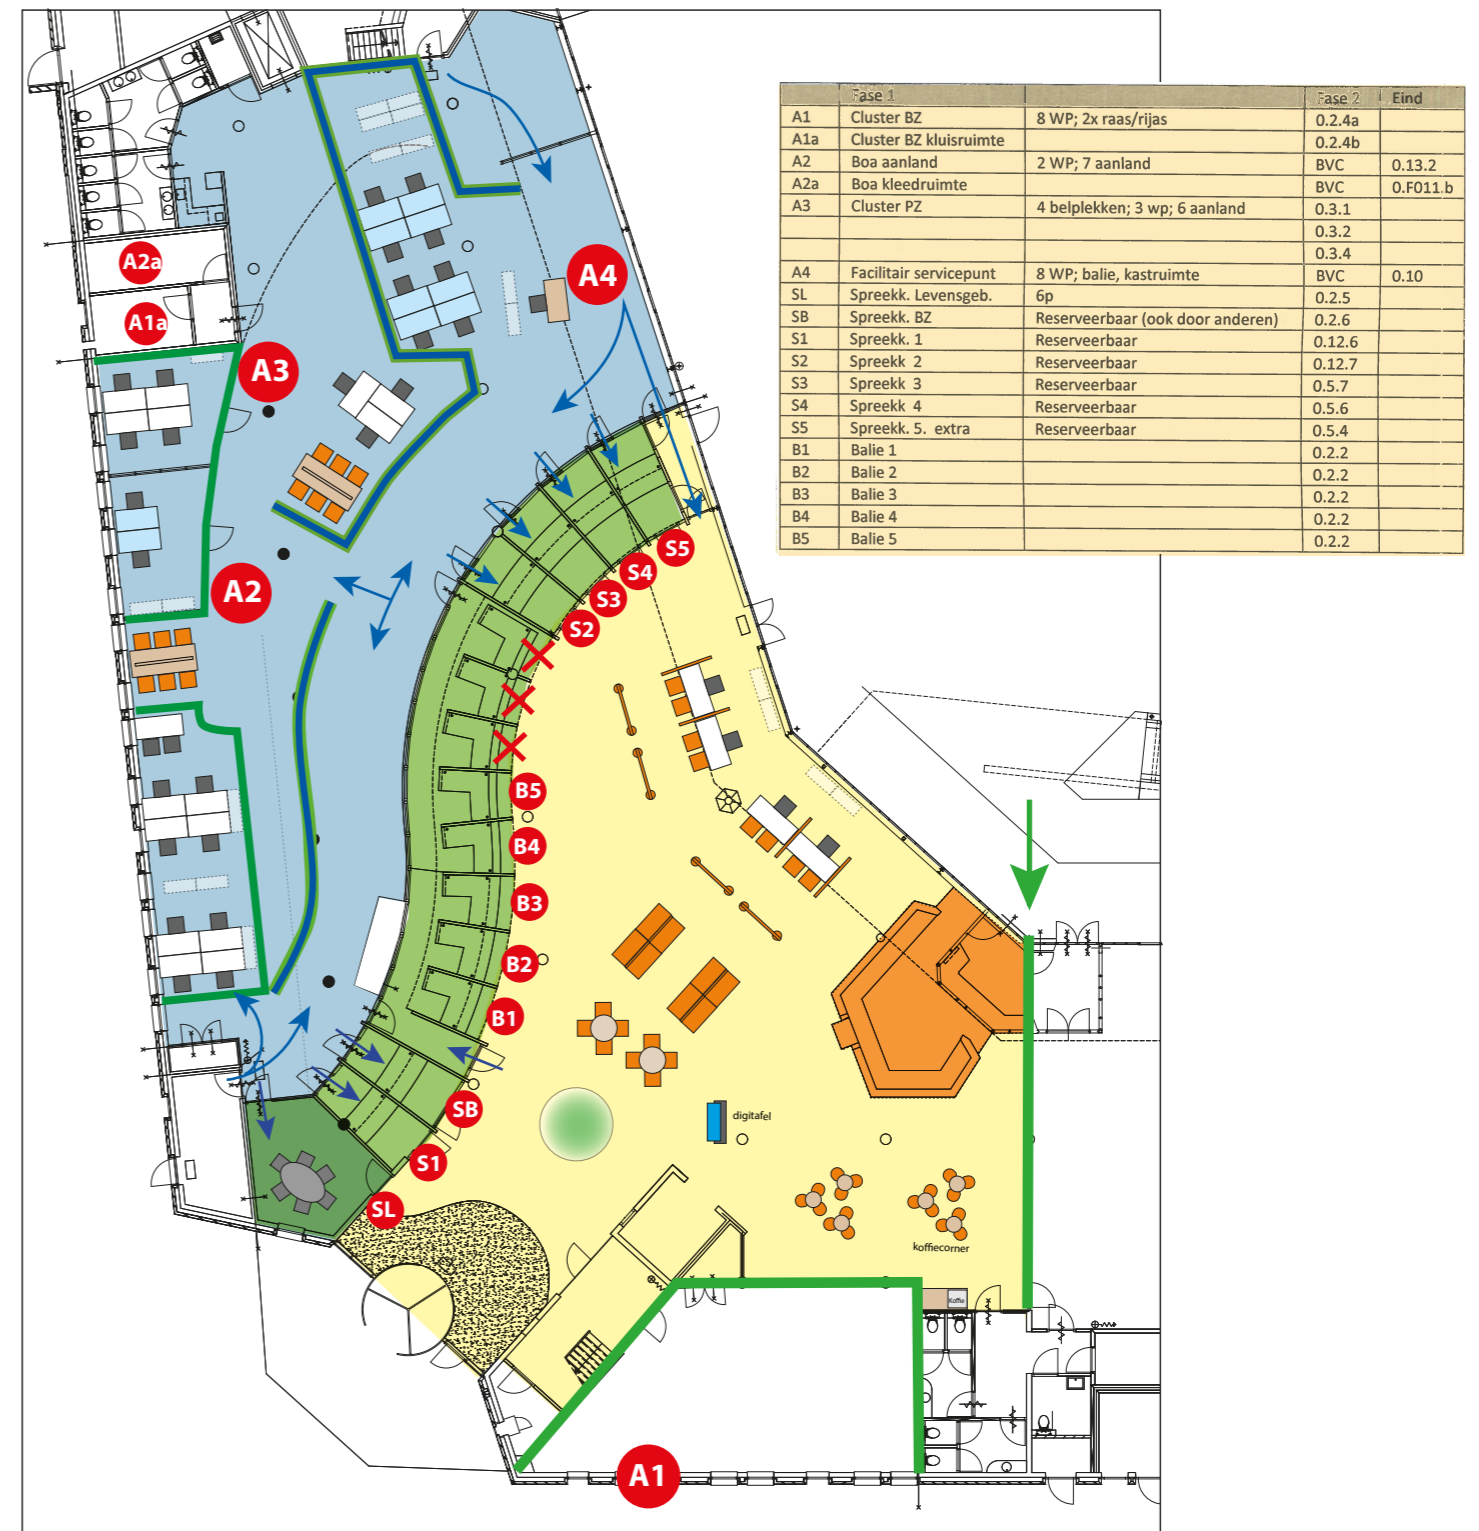 Fase 1 Fase 2 Eind
A1 Cluster BZ 8 WP; 2x raas/rijas 0.2.4a
A1a Cluster BZ kluisruimte 0.2.4b
A2 Boa aanland 2 WP; 7 aanland BVC 0.13.2
A2a Boa kleedruimte BVC 0.F011.b
A3 Cluster PZ 4 belplekken; 3 wp; 6 aanland 0.3.1
0.3.2
0.3.4
A4 Facilitair servicepunt 8 WP; balie, kastruimte BVC 0.10
SL Spreekk. Levensgeb. 6p 0.2.5
SB Spreekk. BZ Reserveerbaar (ook door anderen) 0.2.6
S1 Spreekk. 1 Reserveerbaar 0.12.6
S2 Spreekk 2 Reserveerbaar 0.12.7
S3 Spreekk 3 Reserveerbaar 0.5.7
S4 Spreekk 4 Reserveerbaar 0.5.6
S5 Spreekk. 5. extra Reserveerbaar 0.5.4
B1 Balie 1 0.2.2
B2 Balie 2 0.2.2
B3 Balie 3 0.2.2
B4 Balie 4 0.2.2
B5 Balie 5 0.2.2
A2a
A4
A1a
A3
A2
S5
S4
S3
S2
B5
B4
B3
B2
B1
SB
S1
SL
digitafel
koffiecorner
Koffie
A1